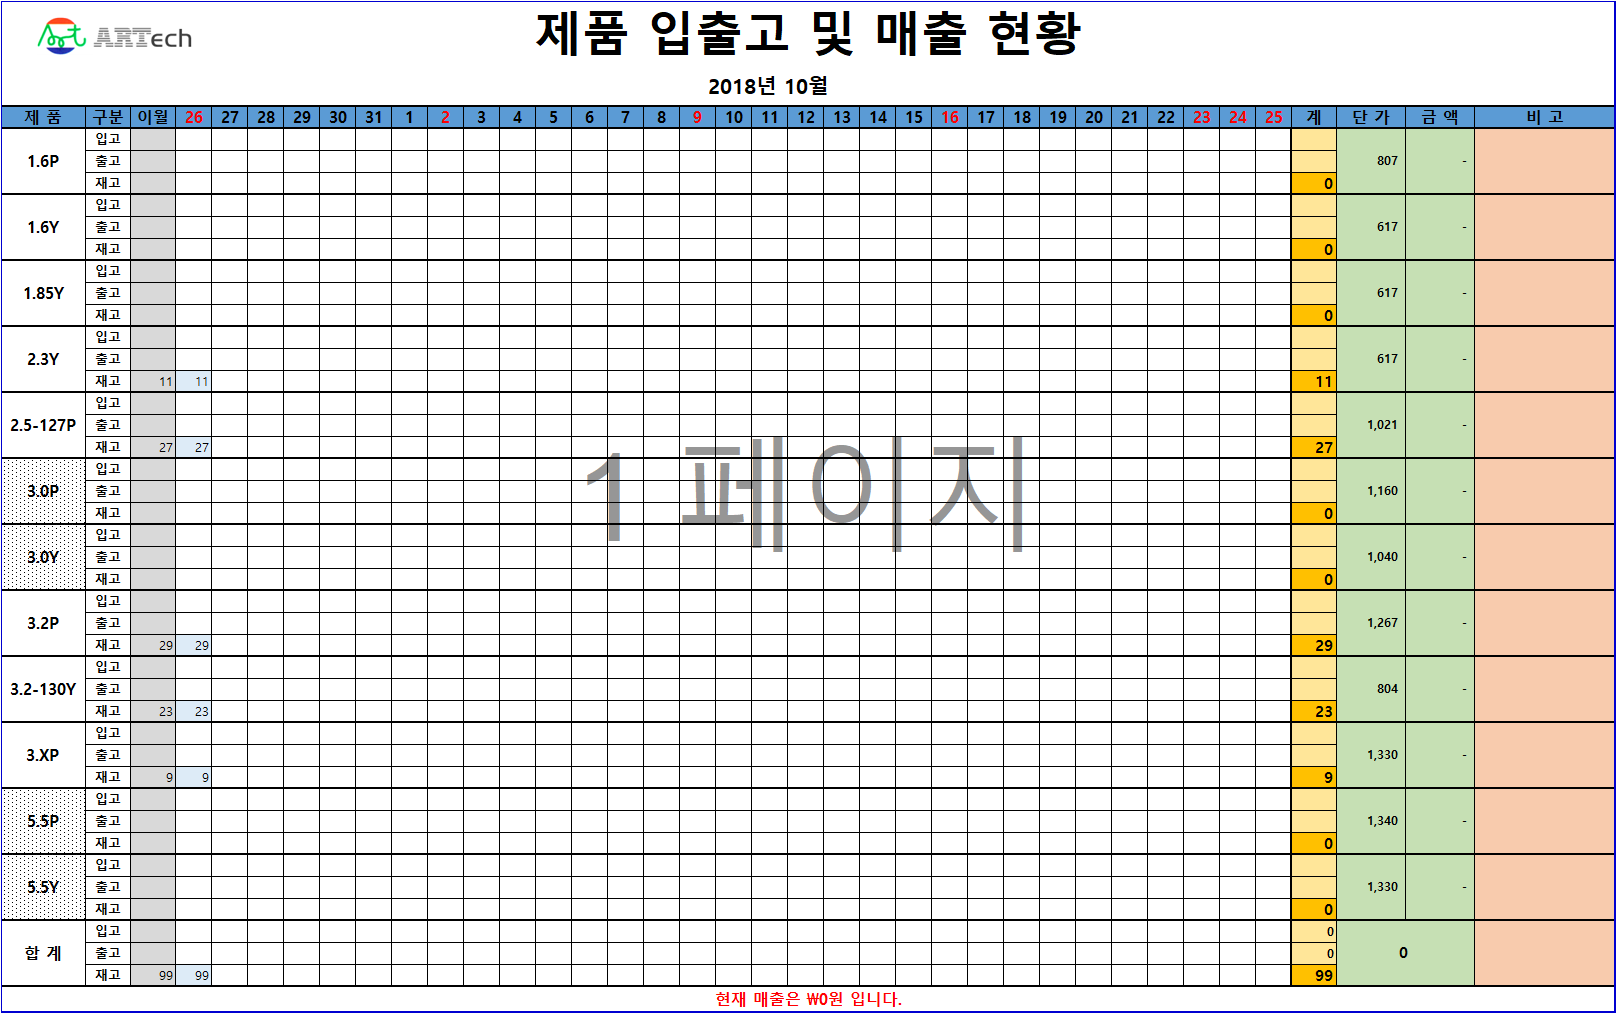 Art ARTech
제품 입출고 및 매출 현황
2018년 10월
제 품 구분 이월 26 27 28 29 30 31 1 2 3 4 5 6 7 8 9 10 11 12 13 14 15 16 17 18 19 20 21 22 23 24 25 계 단 가 금 액 비 고
입고
1.6P 출고 807 -
재고 0
입고
1.6Y 출고 617 -
재고 0
입고
1.85Y 출고 617 -
재고 0
입고
2.3Y 출고 617 -
재고 11 11 11
입고
2.5-127P 출고 1,021 -
재고 27 27 27
입고
3.0P 출고 1,160 -
재고 0
입고
3.0Y 출고 1,040 -
재고 0
입고
3.2P 출고 1,267 -
재고 29 29 29
입고
3.2-130Y 출고 804 -
재고 23 23 23
입고
3.XP 출고 1,330 -
재고 9 9 9
입고
5.5P 출고 1,340 -
재고 0
입고
5.5Y 출고 1,330 -
재고 0
입고 0
합 계 출고 0 0
재고 99 99 99
현재 매출은 ₩0원 입니다.
1 페이지